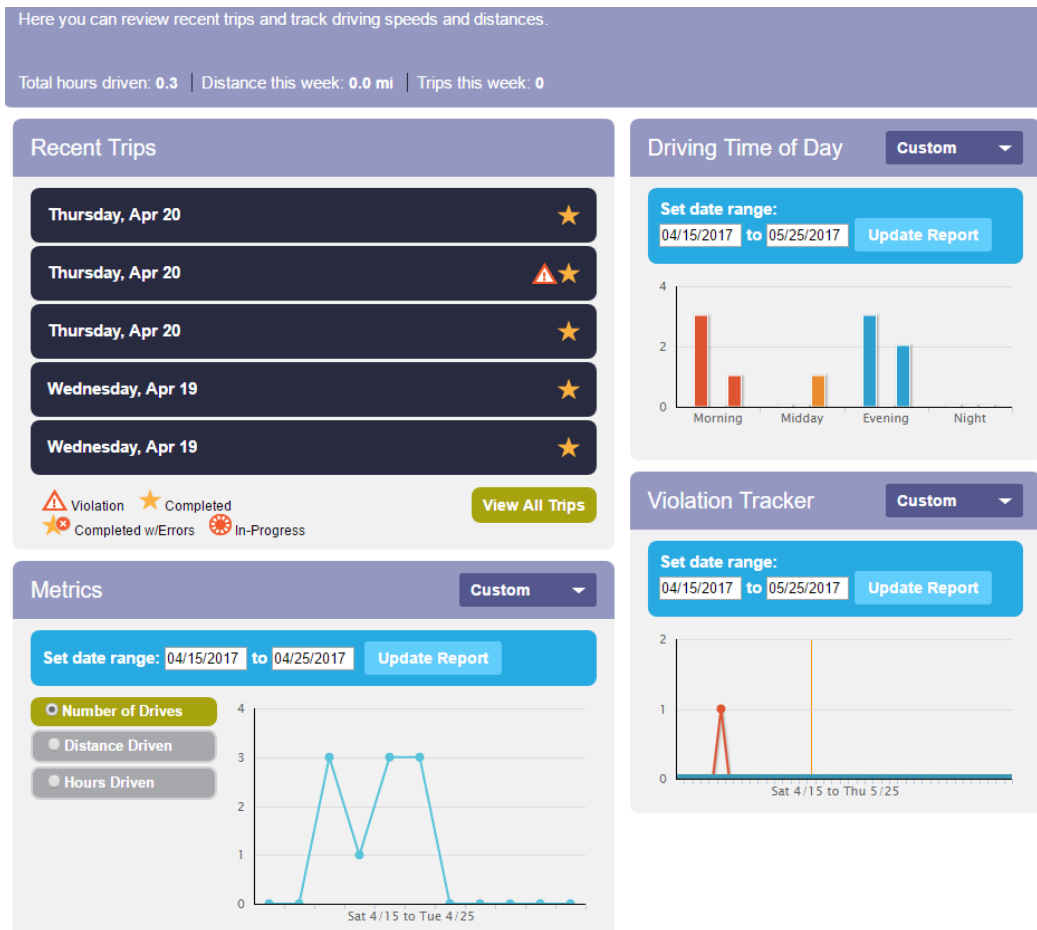 Here you can review recent trips and track driving speeds and distances.
Total hours driven: 0.3 | Distance this week: 0.0 mi | Trips this week: 0
Recent Trips
Thursday, Apr 20
Thursday, Apr 20
Thursday, Apr 20
Wednesday, Apr 19
Wednesday, Apr 19
Violation Completed
Completed w/Errors In-Progress
View All Trips
Metrics
Custom
Set date range: 04/15/2017 to 04/25/2017 Update Report
Number of Drives
Distance Driven
Hours Driven
4
3
2
1
0
Sat 4/15 to Tue 4/25
Driving Time of Day
Custom
Set date range:
04/15/2017 to 05/25/2017 Update Report
4
2
0
Morning Midday Evening Night
Violation Tracker
Custom
Set date range:
04/15/2017 to 05/25/2017 Update Report
2
1
0
Sat 4/15 to Thu 5/25